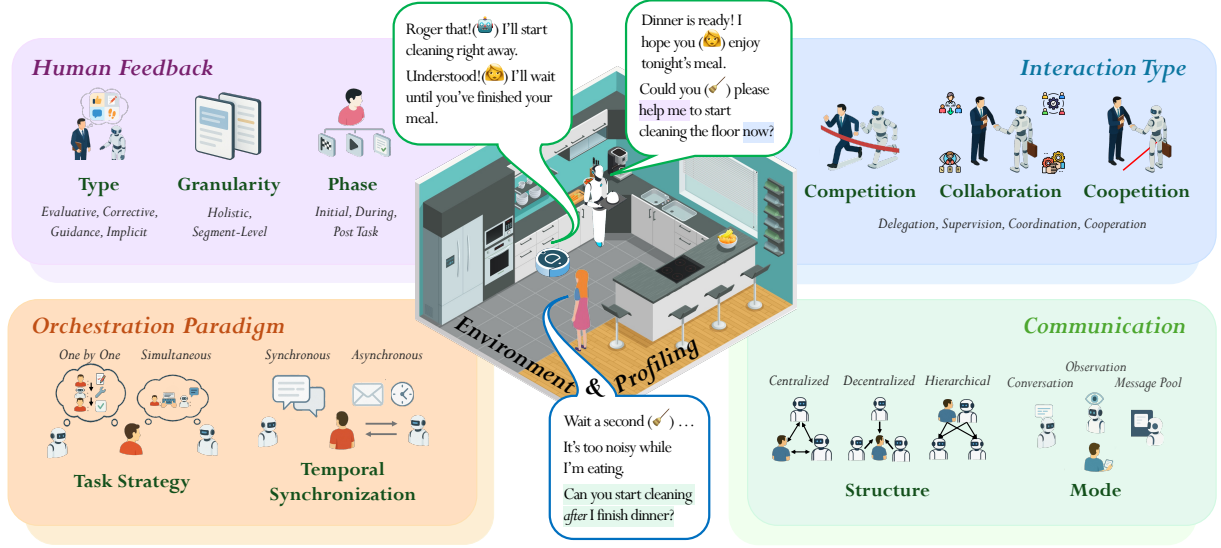 Human Feedback
Type
Evaluative, Corrective,
Guidance, Implicit
Granularity
Holistic,
Segment-Level
Phase
Initial, During,
Post Task
Roger that!(🤖) I'll start
cleaning right away.
Understood!(👩) I'll wait
until you've finished your
meal.
Dinner is ready! I
hope you (👩) enjoy
tonight's meal.
Could you (🧹) please
help me to start
cleaning the floor now?
Interaction Type
Competition
Collaboration
Coopetition
Delegation, Supervision, Coordination, Cooperation
Environment & Profiling
Orchestration Paradigm
One by One
Simultaneous
Task Strategy
Synchronous
Asynchronous
Temporal
Synchronization
Wait a second (🧹) …
It's too noisy while
I'm eating.
Can you start cleaning
after I finish dinner?
Communication
Centralized
Decentralized
Hierarchical
Structure
Conversation
Observation
Message Pool
Mode